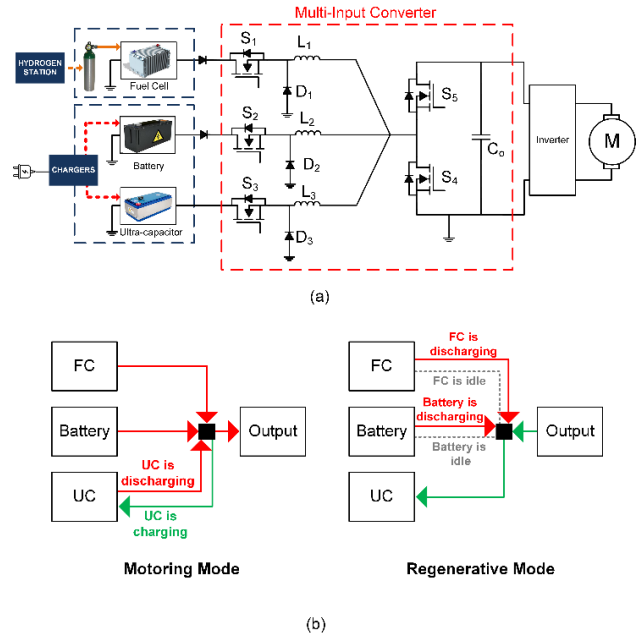 Multi-Input Converter
S1
L1
HYDROGEN
STATION
Fuel Cell
D1
S2
L2
S5
Battery
D2
Co
Inverter
M
CHARGERS
S3
L3
S4
Ultra-capacitor
D3
(a)
FC is
discharging
FC
FC
FC is idle
Battery is
discharging
Battery
Output
Battery
Output
Battery is
idle
UC is
discharging
UC
UC
UC is
charging
Motoring Mode
Regenerative Mode
(b)